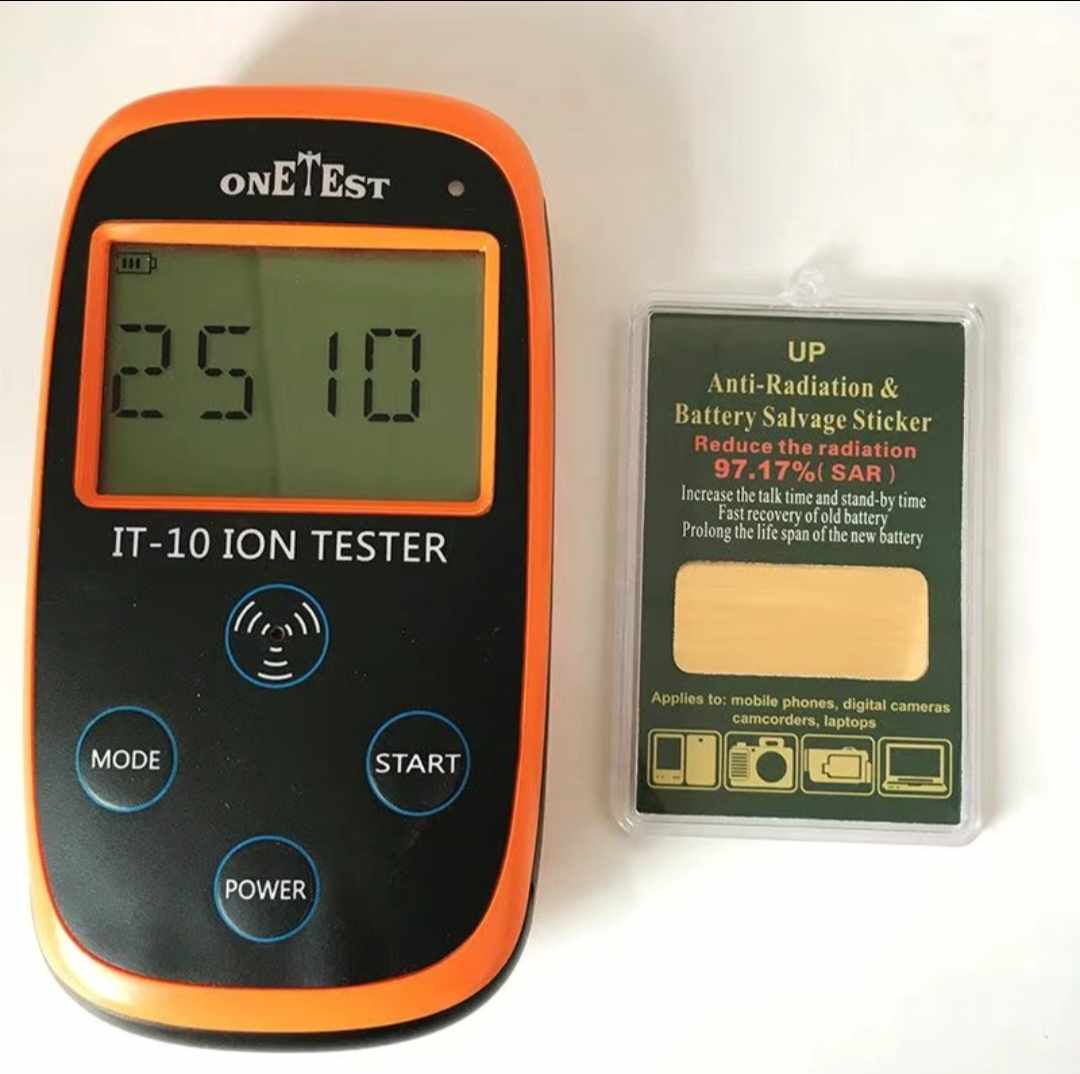 ONETEST
25 10
IT-10 ION TESTER
MODE
START
POWER
UP
Anti-Radiation &
Battery Salvage Sticker
Reduce the radiation
97.17%( SAR )
Increase the talk time and stand-by time
Fast recovery of old battery
Prolong the life span of the new battery
Applies to: mobile phones, digital cameras
camcorders, laptops